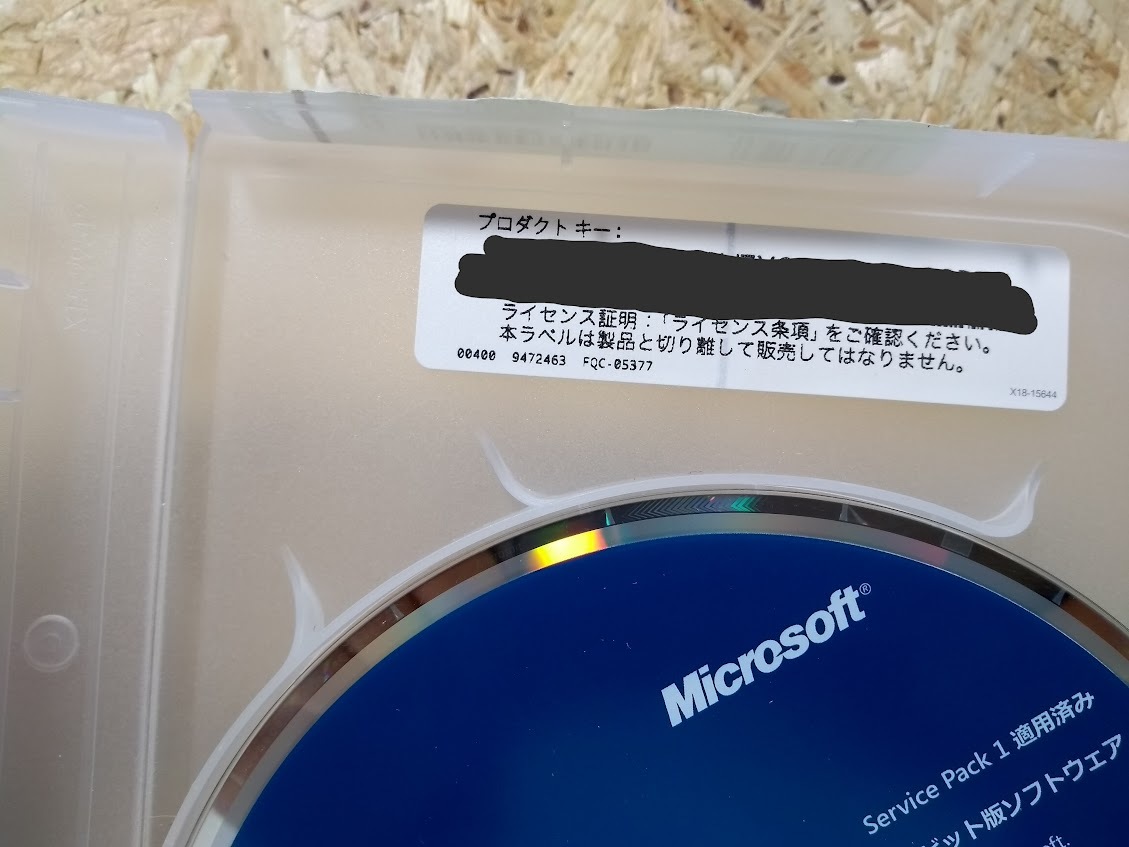 プロダクト キー:
ライセンス証明:「ライセンス条項」をご確認ください。
本ラベルは製品と切り離して販売してはなりません。
00400 9472463 FQC-05377
X18-15644
Microsoft®
Service Pack 1 適用済み
ビット版ソフトウェア
oft.